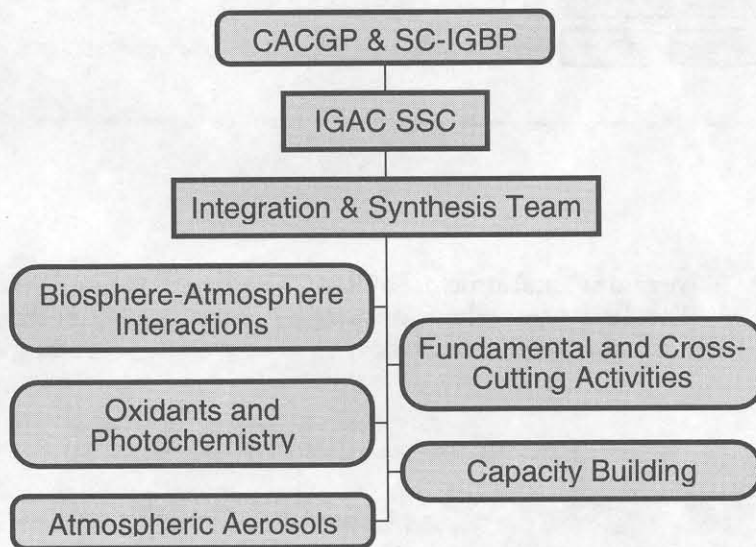 CACGP & SC-IGBP
IGAC SSC
Integration & Synthesis Team
Biosphere-Atmosphere
Interactions
Fundamental and Cross-
Cutting Activities
Oxidants and
Photochemistry
Capacity Building
Atmospheric Aerosols